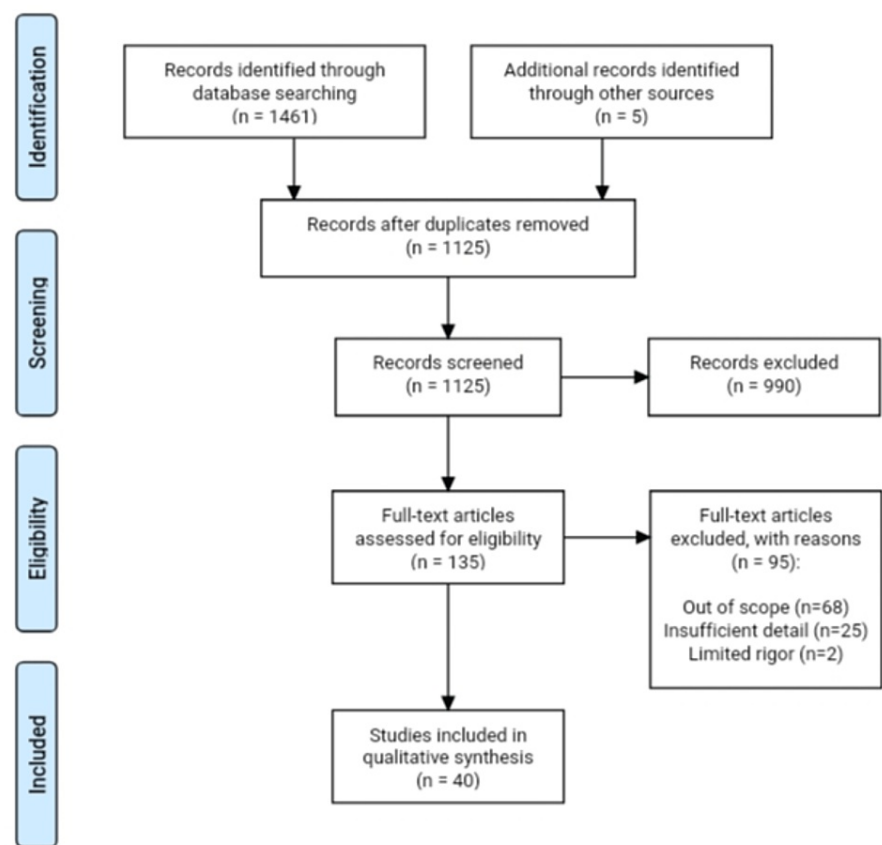 Identification
Records identified through
database searching
(n = 1461)
Additional records identified
through other sources
(n = 5)
Records after duplicates removed
(n = 1125)
Screening
Records screened
(n = 1125)
Records excluded
(n = 990)
Eligibility
Full-text articles
assessed for eligibility
(n = 135)
Full-text articles
excluded, with reasons
(n = 95):
Out of scope (n=68)
Insufficient detail (n=25)
Limited rigor (n=2)
Included
Studies included in
qualitative synthesis
(n = 40)